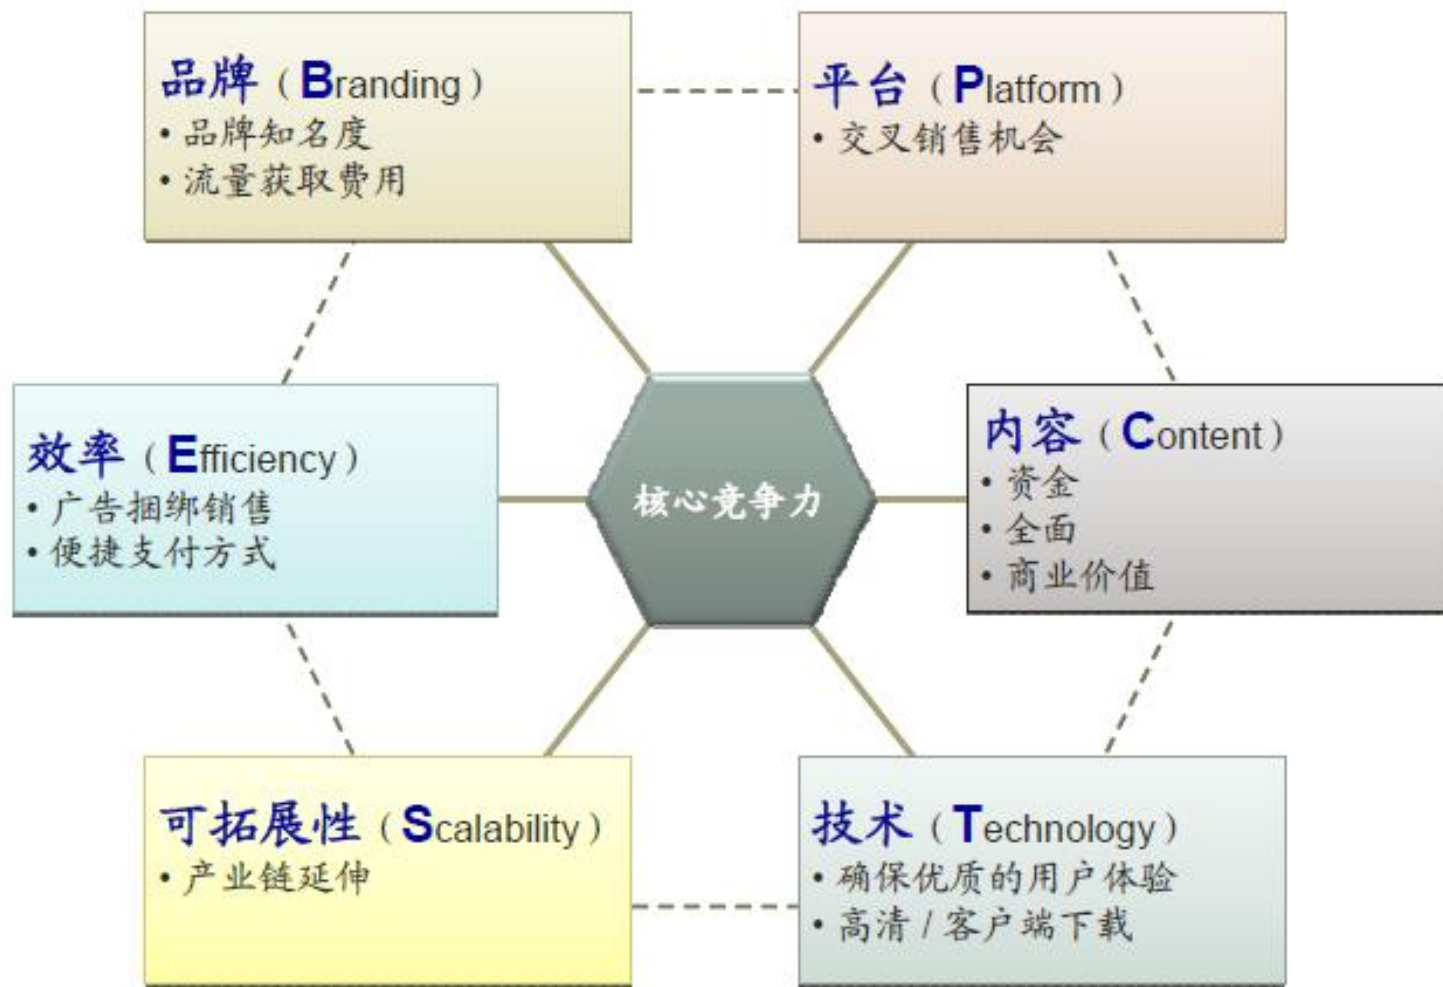 品牌（Branding）
• 品牌知名度
• 流量获取费用
平台（Platform）
• 交叉销售机会
效率（Efficiency）
• 广告捆绑销售
• 便捷支付方式
核心竞争力
内容（Content）
• 资金
• 全面
• 商业价值
可拓展性（Scalability）
• 产业链延伸
技术（Technology）
• 确保优质的用户体验
• 高清 / 客户端下载